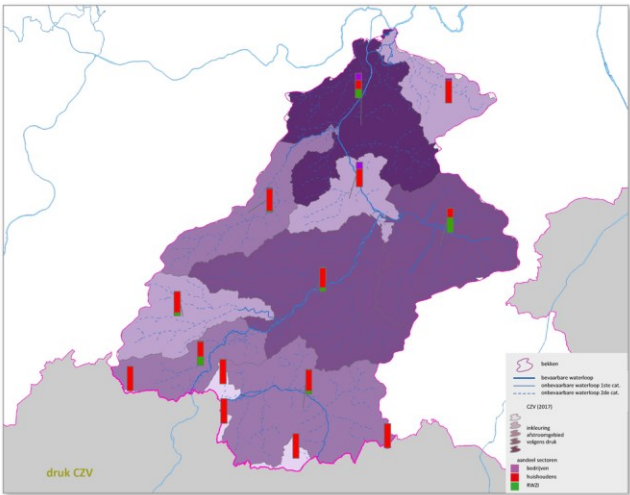 bekken
bevaarbare waterloop
onbevaarbare waterloop 1ste cat.
onbevaarbare waterloop 2de cat.
CZV (2017)
inkleuring
afstroomgebied
volgens druk
aandeel sectoren
bedrijven
huishoudens
RWZI
druk CZV